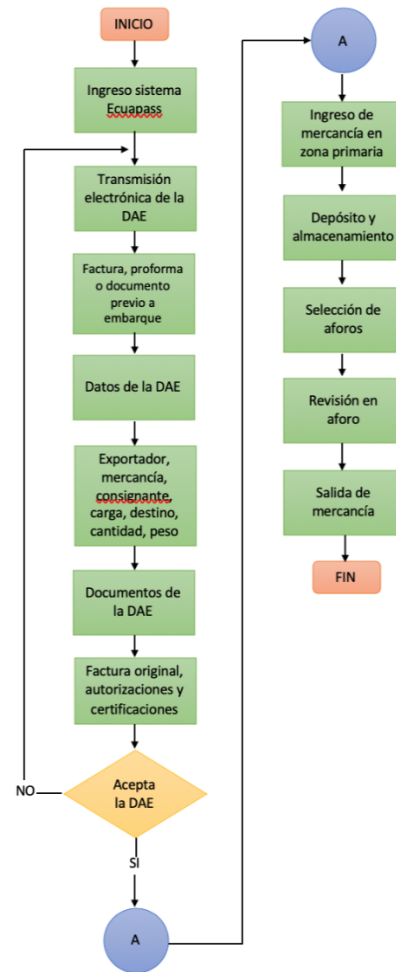 INICIO
Ingreso sistema
Ecuapass
Transmisión
electrónica de la
DAE
Factura, proforma
o documento
previo a
embarque
Datos de la DAE
Exportador,
mercancía,
consignante,
carga, destino,
cantidad, peso
Documentos de
la DAE
Factura original,
autorizaciones y
certificaciones
Acepta
la DAE
NO
SI
A
A
Ingreso de
mercancía en
zona primaria
Depósito y
almacenamiento
Selección de
aforos
Revisión en
aforo
Salida de
mercancía
FIN